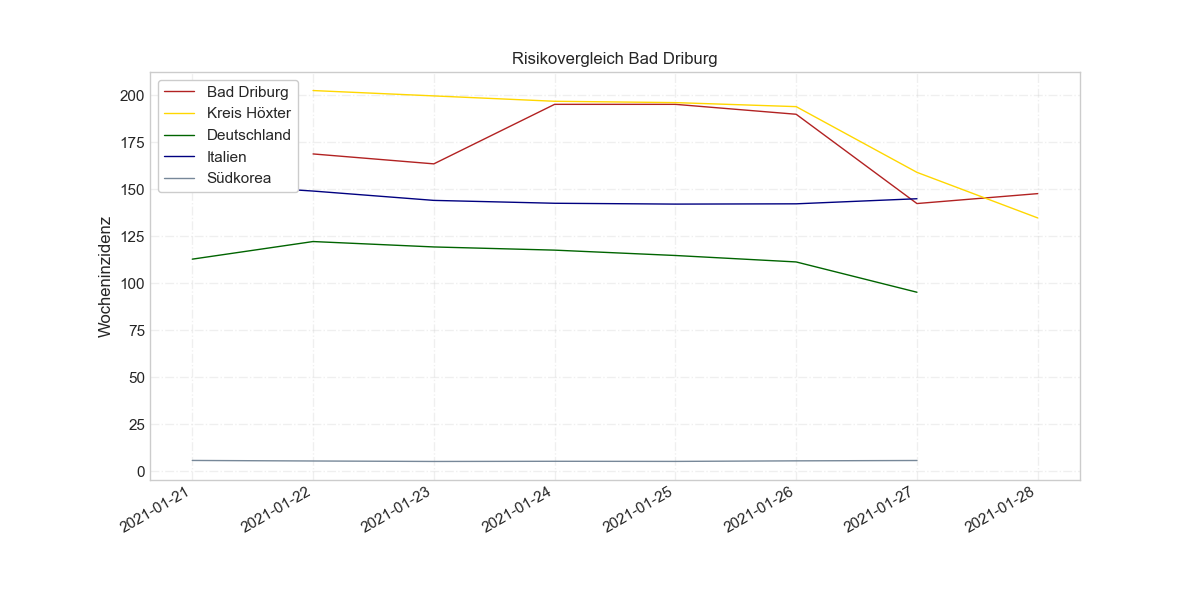 Risikovergleich Bad Driburg
Bad Driburg
Kreis Höxter
Deutschland
Italien
Südkorea
Wocheninzidenz
200
175
150
125
100
75
50
25
0
2021-01-21
2021-01-22
2021-01-23
2021-01-24
2021-01-25
2021-01-26
2021-01-27
2021-01-28